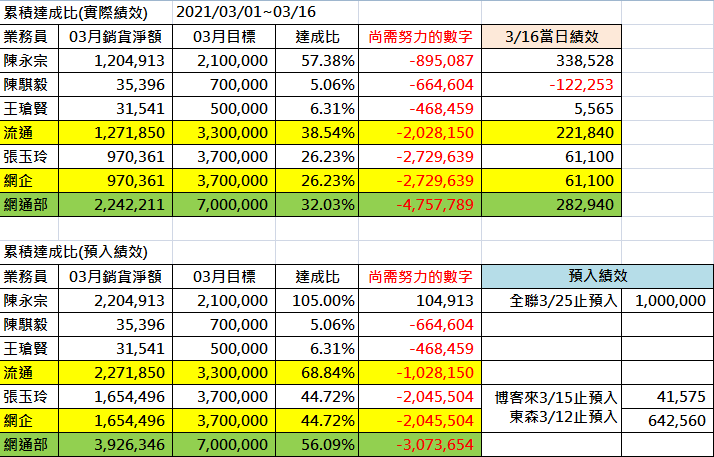 累積達成比(實際績效) 2021/03/01~03/16
業務員 03月銷貨淨額 03月目標 達成比 尚需努力的數字 3/16當日績效
陳永宗 1,204,913 2,100,000 57.38% -895,087 338,528
陳騏毅 35,396 700,000 5.06% -664,604 -122,253
王瑲賢 31,541 500,000 6.31% -468,459 5,565
流通 1,271,850 3,300,000 38.54% -2,028,150 221,840
張玉玲 970,361 3,700,000 26.23% -2,729,639 61,100
網企 970,361 3,700,000 26.23% -2,729,639 61,100
網通部 2,242,211 7,000,000 32.03% -4,757,789 282,940
累積達成比(預入績效)
業務員 03月銷貨淨額 03月目標 達成比 尚需努力的數字 預入績效
陳永宗 2,204,913 2,100,000 105.00% 104,913 全聯3/25止預入 1,000,000
陳騏毅 35,396 700,000 5.06% -664,604
王瑲賢 31,541 500,000 6.31% -468,459
流通 2,271,850 3,300,000 68.84% -1,028,150
張玉玲 1,654,496 3,700,000 44.72% -2,045,504 博客來3/15止預入 41,575
網企 1,654,496 3,700,000 44.72% -2,045,504 東森3/12止預入 642,560
網通部 3,926,346 7,000,000 56.09% -3,073,654